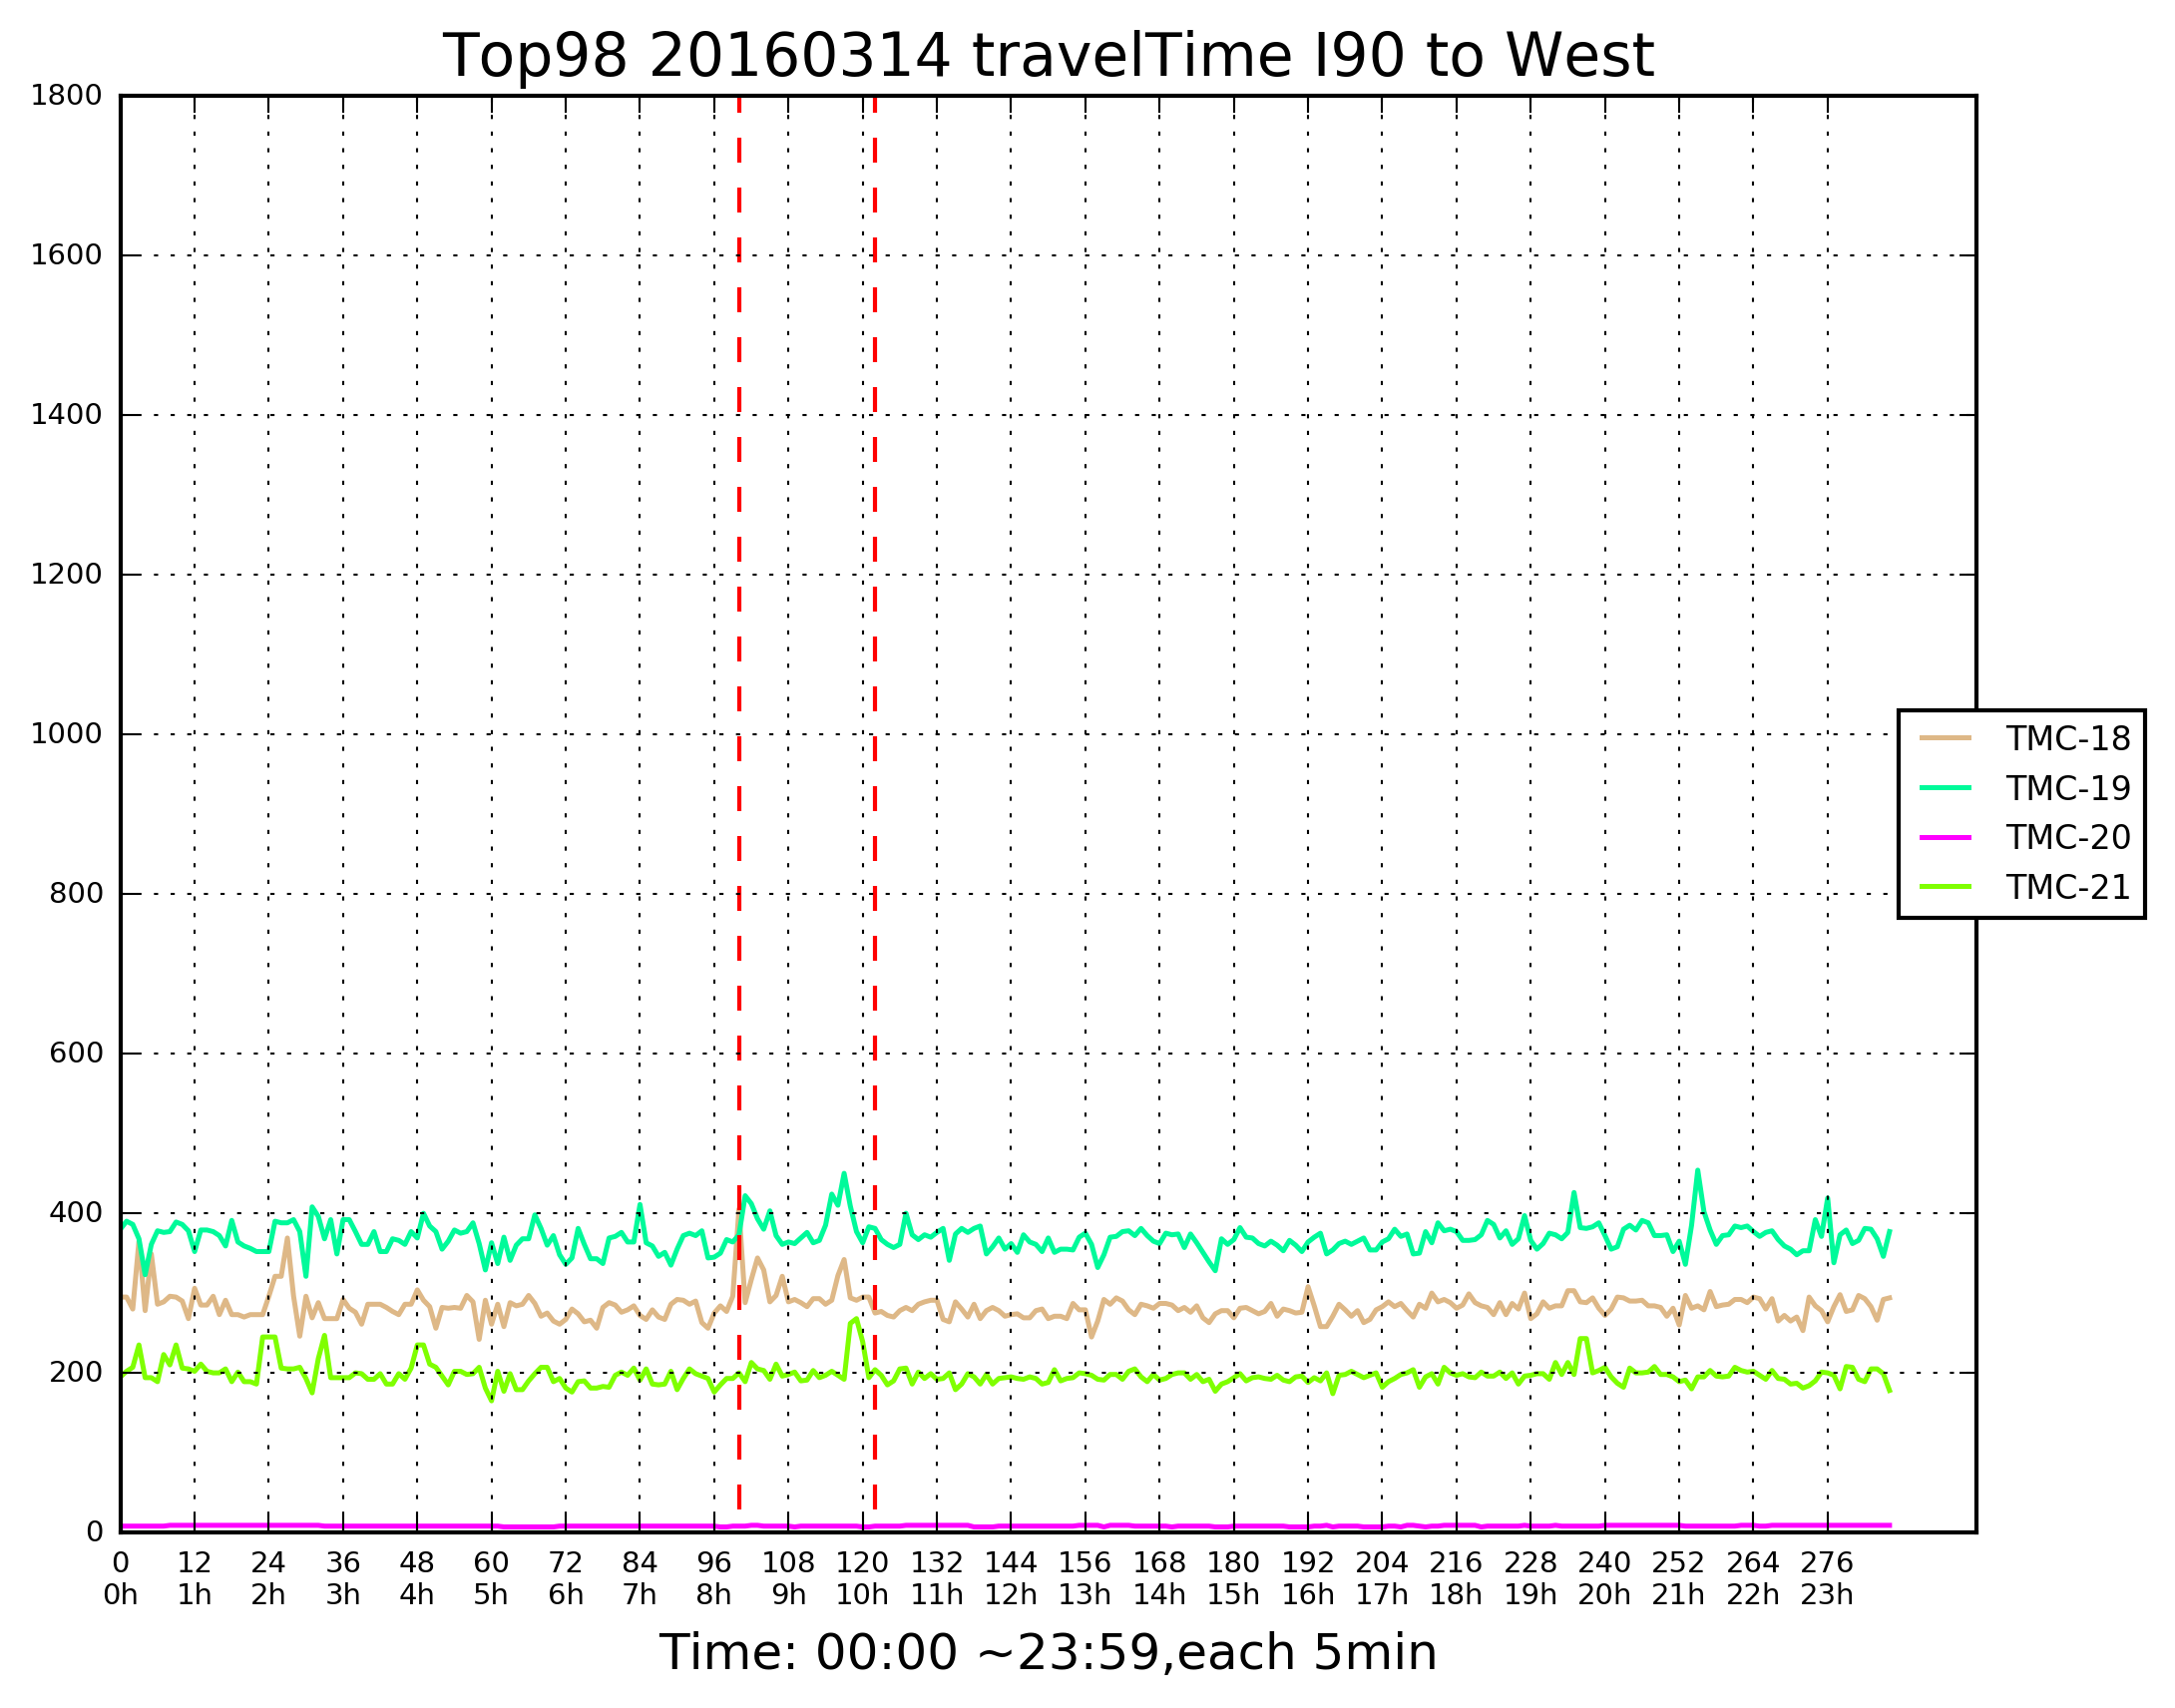 Top98 20160314 travelTime I90 to West
1800
1600
1400
1200
1000
800
600
400
200
0
TMC-18
TMC-19
TMC-20
TMC-21
0 12 24 36 48 60 72 84 96 108 120 132 144 156 168 180 192 204 216 228 240 252 264 276
0h 1h 2h 3h 4h 5h 6h 7h 8h 9h 10h 11h 12h 13h 14h 15h 16h 17h 18h 19h 20h 21h 22h 23h
Time: 00:00 ~23:59,each 5min